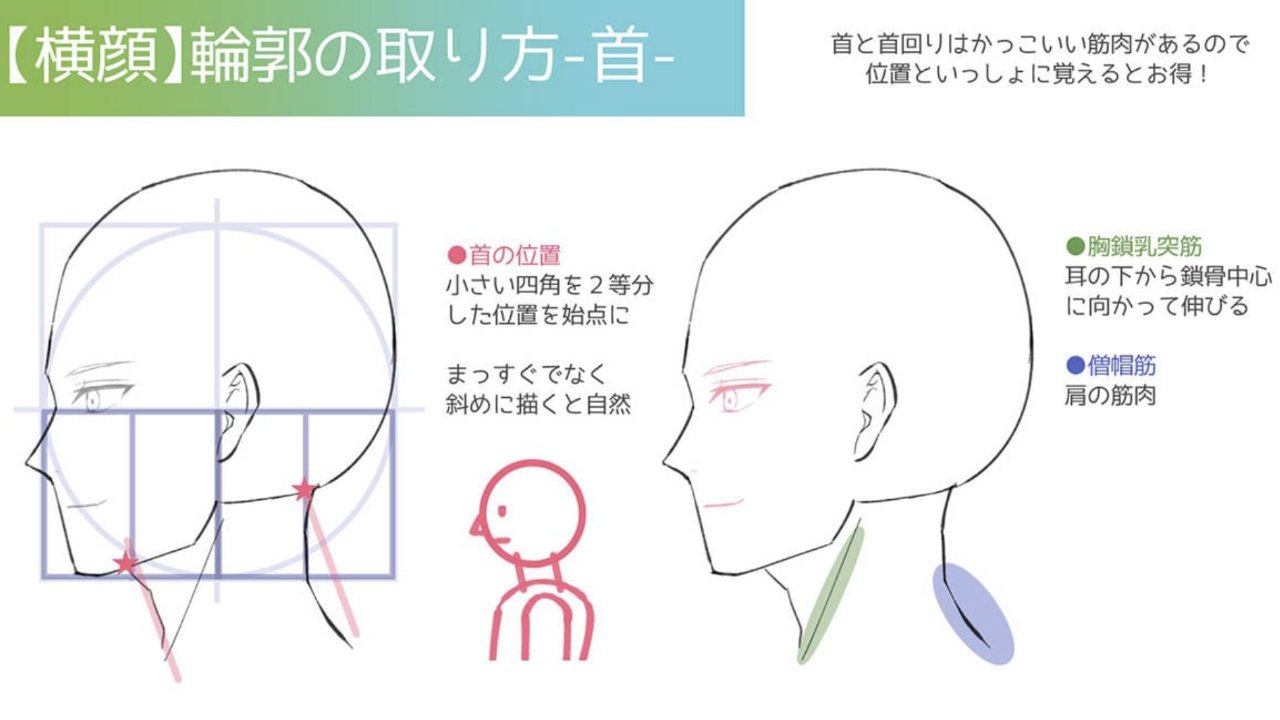 【横顔】輪郭の取り方-首-
首と首回りはかっこいい筋肉があるので
位置といっしょに覚えるとお得！
●首の位置
小さい四角を２等分
した位置を始点に
まっすぐでなく
斜めに描くと自然
●胸鎖乳突筋
耳の下から鎖骨中心
に向かって伸びる
●僧帽筋
肩の筋肉